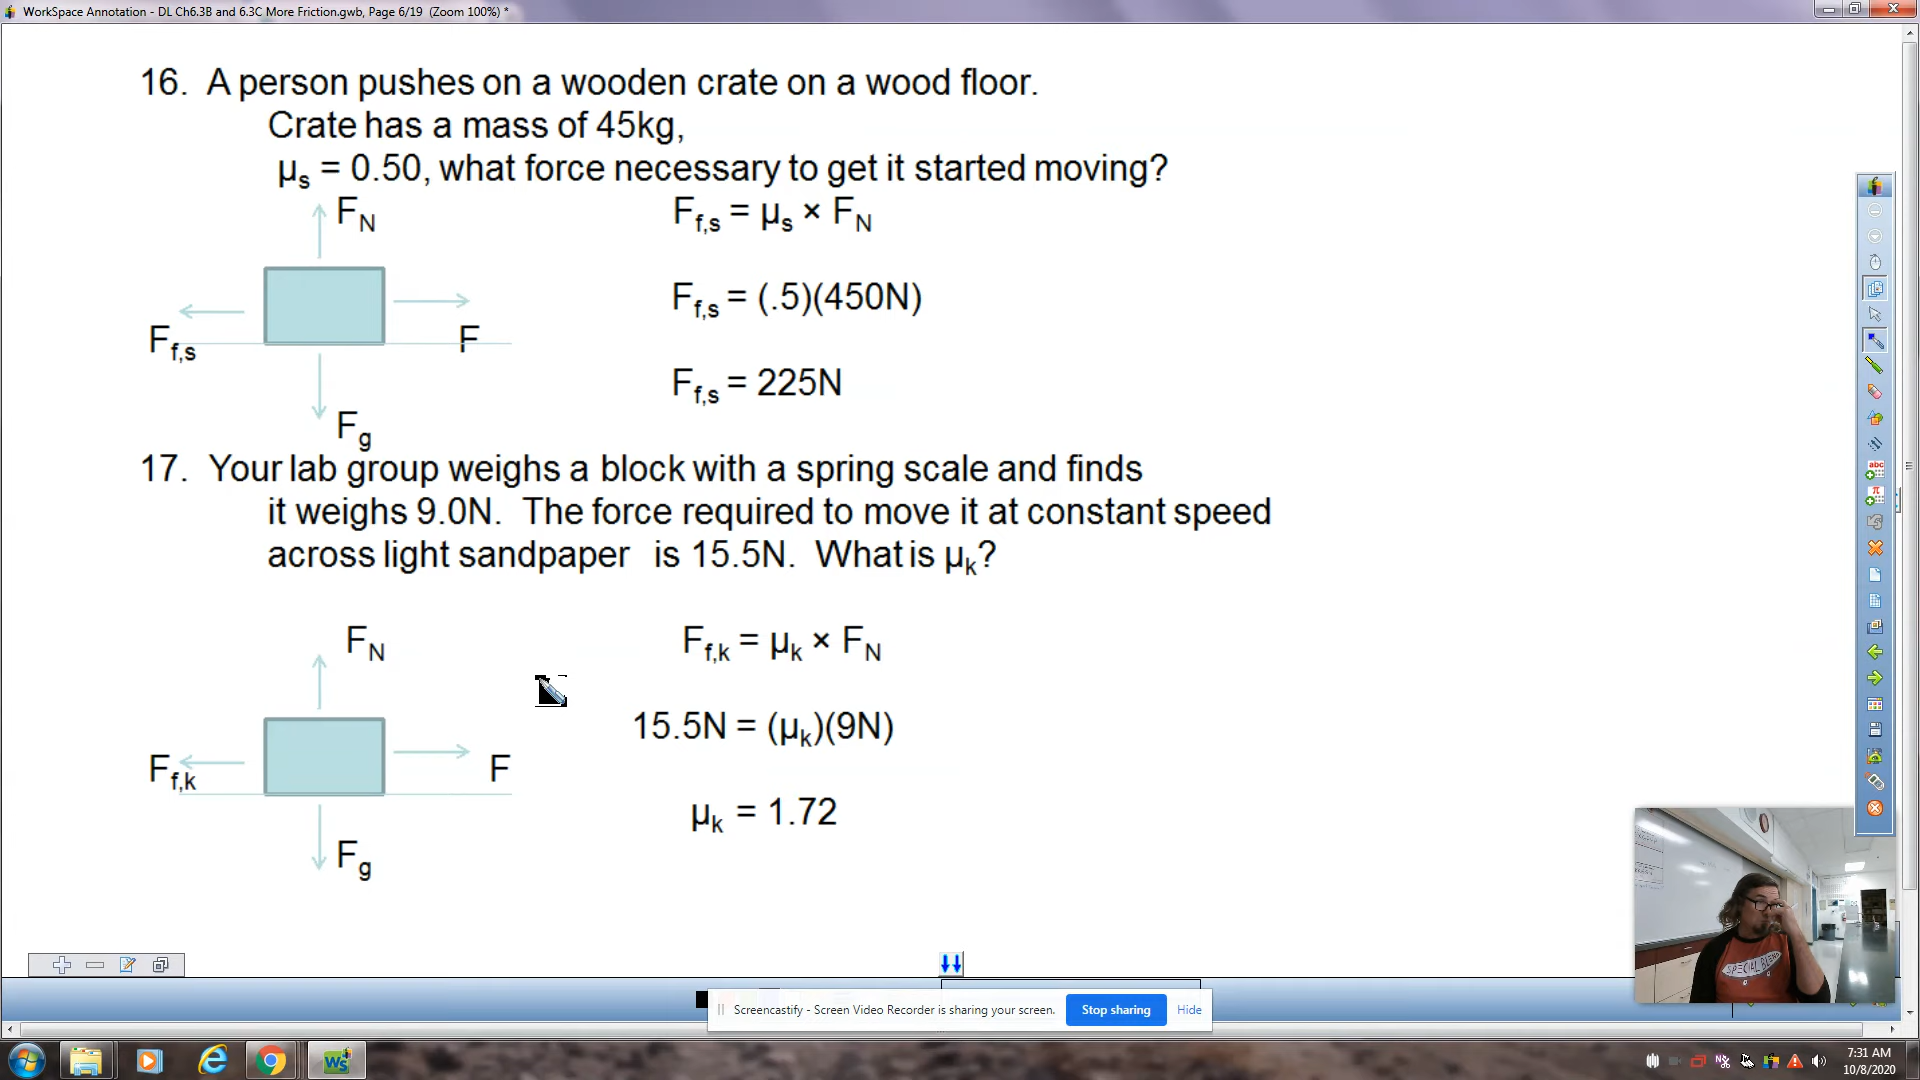 WorkSpace Annotation - DL Ch6.3B and 6.3C More Friction.gwb, Page 6/19 (Zoom 100%) *
16. A person pushes on a wooden crate on a wood floor.
Crate has a mass of 45kg,
μs = 0.50, what force necessary to get it started moving?
FN
Ff,s = μs × FN
Ff,s = (.5)(450N)
Ff,s
F
Ff,s = 225N
Fg
17. Your lab group weighs a block with a spring scale and finds
it weighs 9.0N. The force required to move it at constant speed
across light sandpaper is 15.5N. What is μk?
FN
Ff,k = μk × FN
15.5N = (μk)(9N)
Ff,k
F
μk = 1.72
Fg
abc
π
SPECIAL BLEND
Screencastify - Screen Video Recorder is sharing your screen.
Stop sharing
Hide
WS
7:31 AM
10/8/2020